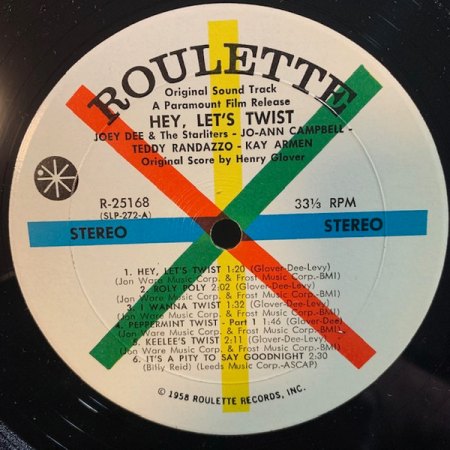 ROULETTE
Original Sound Track
A Paramount Film Release
HEY, LET'S TWIST
JOEY DEE & The Starliters - JO-ANN CAMPBELL -
TEDDY RANDAZZO - KAY ARMEN
Original Score by Henry Glover
R-25168
(SLP-272-A)
33⅓ RPM
STEREO
STEREO
1. HEY, LET'S TWIST 1:20 (Glover-Dee-Levy)
(Jon Ware Music Corp. & Frost Music Corp.-BMI)
2. ROLY POLY 2:02 (Glover-Dee-Levy)
(Jon Ware Music Corp. & Frost Music Corp.-BMI)
3. I WANNA TWIST 1:32 (Glover-Dee-Levy)
(Jon Ware Music Corp. & Frost Music Corp.-BMI)
4. PEPPERMINT TWIST - Part 1 1:46 (Glover-Dee)
(Jon Ware Music Corp. & Frost Music Corp.-BMI)
5. KEELEE'S TWIST 2:11 (Glover-Dee-Levy)
(Jon Ware Music Corp. & Frost Music Corp.-BMI)
6. IT'S A PITY TO SAY GOODNIGHT 2:30
(Billy Reid) (Leeds Music Corp.-ASCAP)
© 1958 ROULETTE RECORDS, INC.